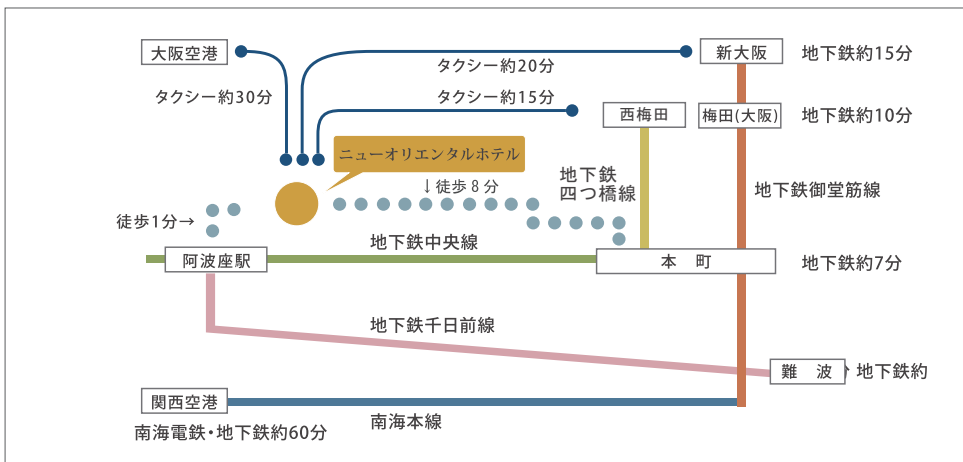 大阪空港
新大阪
地下鉄約15分
タクシー約20分
タクシー約30分
タクシー約15分
西梅田
梅田(大阪)
地下鉄約10分
ニューオリエンタルホテル
↓徒歩8分
地下鉄
四つ橋線
地下鉄御堂筋線
徒歩1分→
地下鉄中央線
阿波座駅
本 町
地下鉄約7分
地下鉄千日前線
難 波
地下鉄約
関西空港
南海本線
南海電鉄・地下鉄約60分